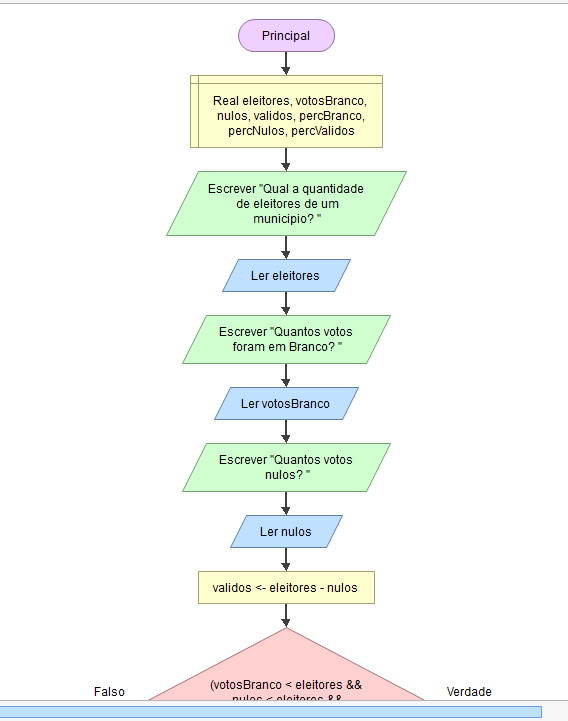 Principal
Real eleitores, votosBranco,
nulos, validos, percBranco,
percNulos, percValidos
Escrever "Qual a quantidade
de eleitores de um
municipio? "
Ler eleitores
Escrever "Quantos votos
foram em Branco? "
Ler votosBranco
Escrever "Quantos votos
nulos? "
Ler nulos
validos <- eleitores - nulos
(votosBranco < eleitores &&
nulos < eleitores &&
Falso
Verdade